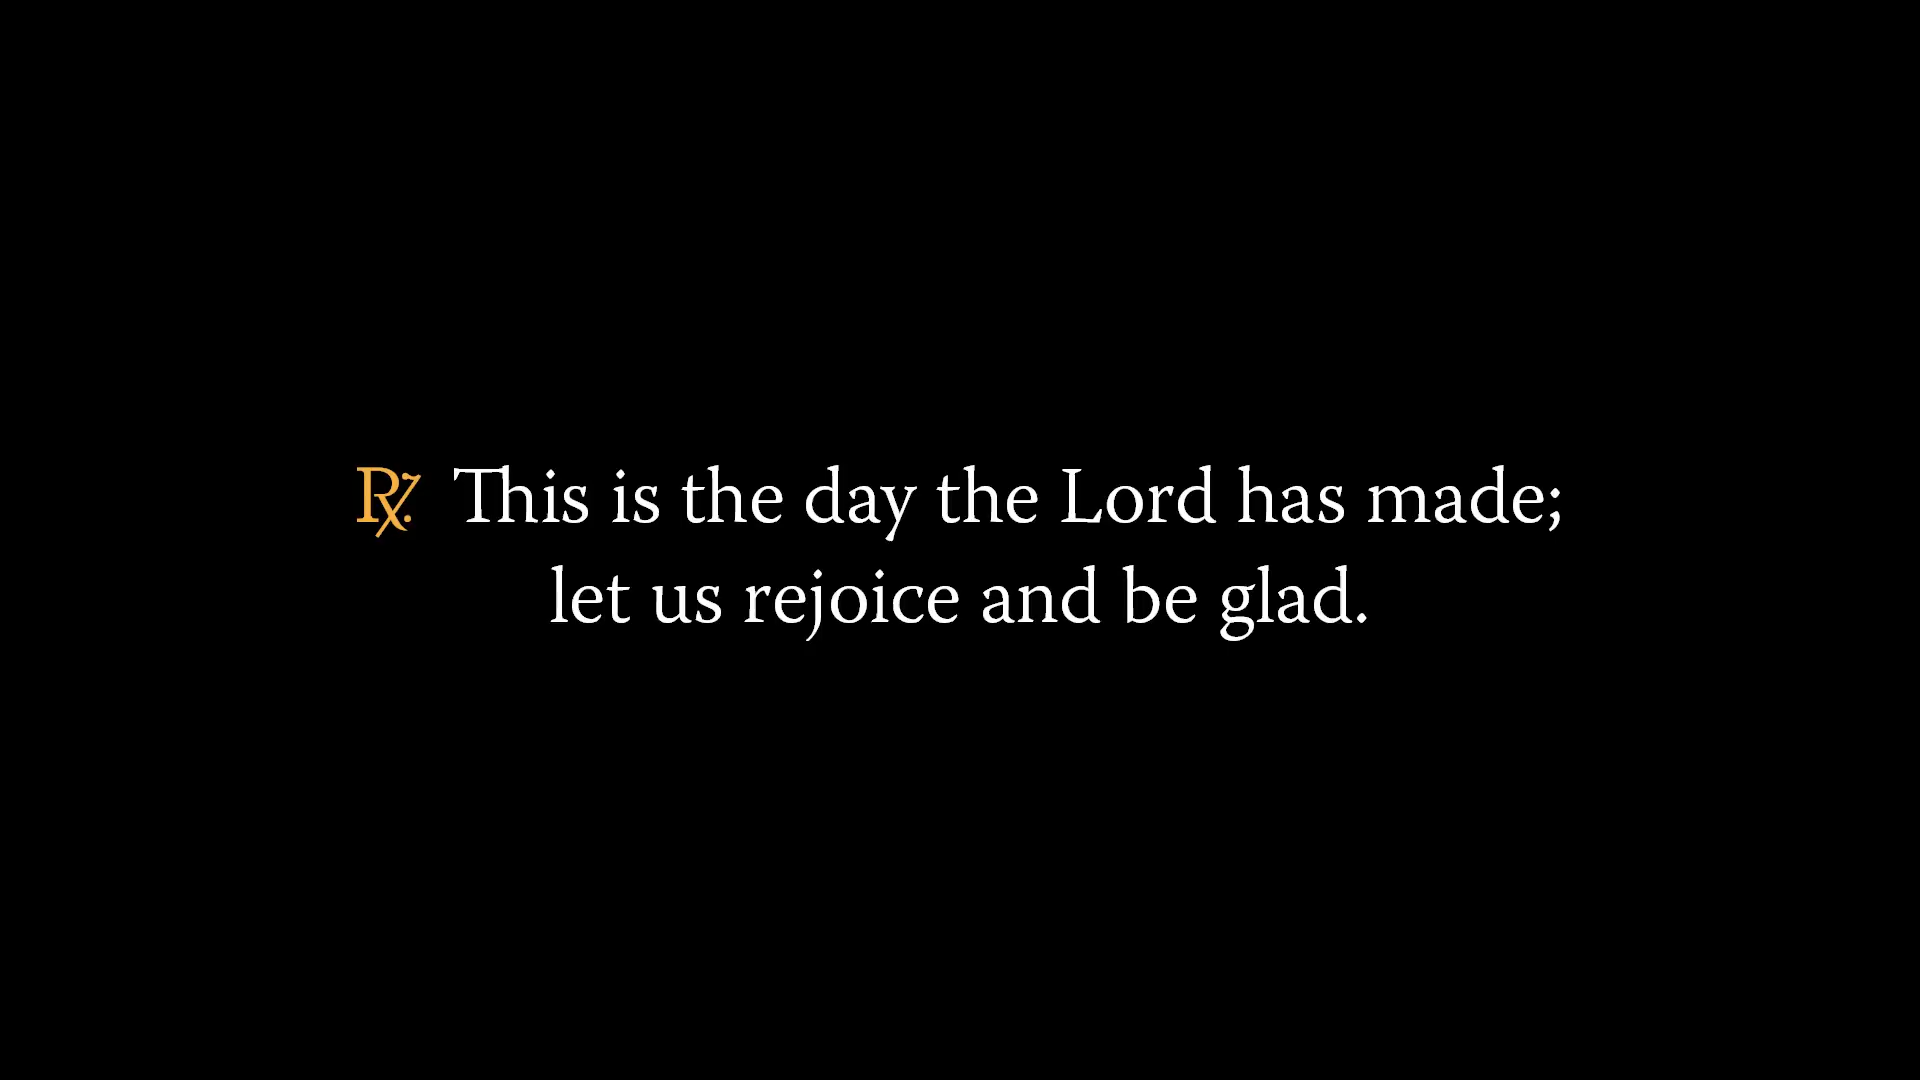 ℟. This is the day the Lord has made;
let us rejoice and be glad.